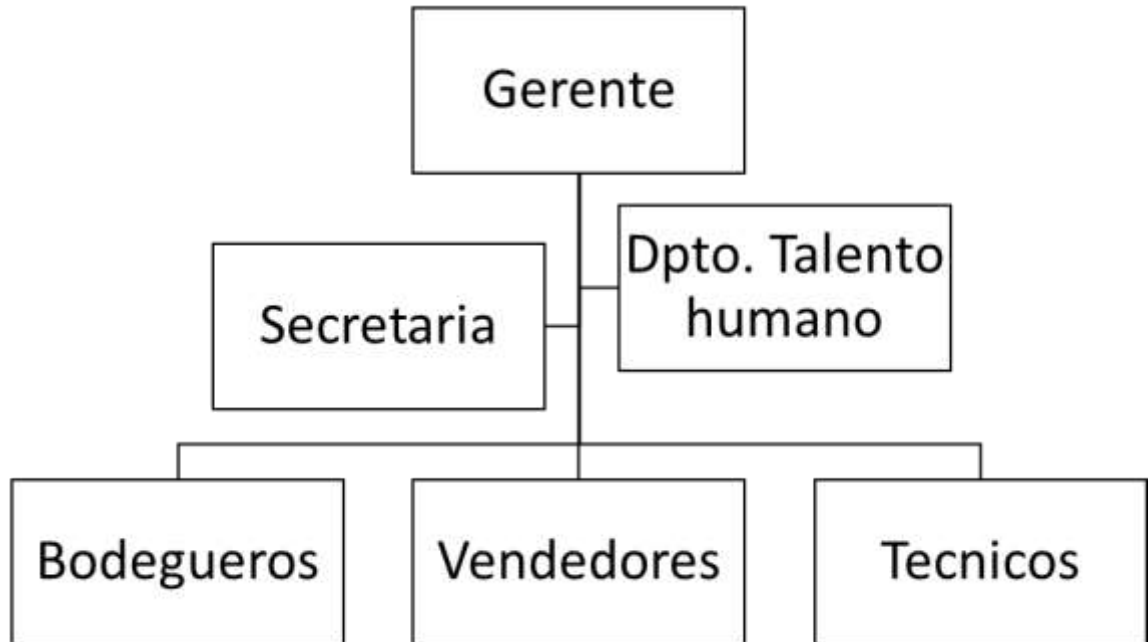 Gerente
Dpto. Talento
humano
Secretaria
Bodegueros
Vendedores
Tecnicos